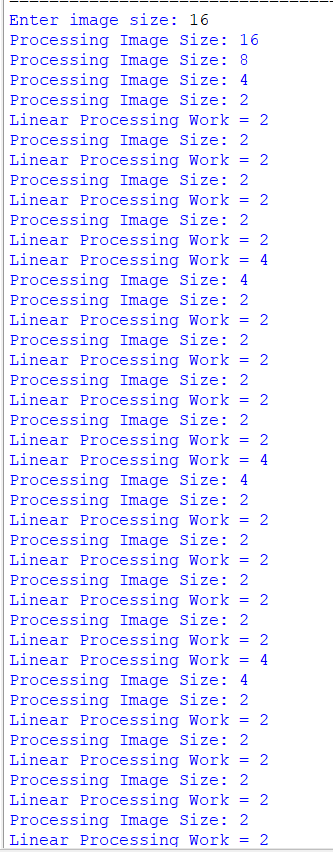 Enter image size: 16
Processing Image Size: 16
Processing Image Size: 8
Processing Image Size: 4
Processing Image Size: 2
Linear Processing Work = 2
Processing Image Size: 2
Linear Processing Work = 2
Processing Image Size: 2
Linear Processing Work = 2
Processing Image Size: 2
Linear Processing Work = 2
Linear Processing Work = 4
Processing Image Size: 4
Processing Image Size: 2
Linear Processing Work = 2
Processing Image Size: 2
Linear Processing Work = 2
Processing Image Size: 2
Linear Processing Work = 2
Processing Image Size: 2
Linear Processing Work = 2
Linear Processing Work = 4
Processing Image Size: 4
Processing Image Size: 2
Linear Processing Work = 2
Processing Image Size: 2
Linear Processing Work = 2
Processing Image Size: 2
Linear Processing Work = 2
Processing Image Size: 2
Linear Processing Work = 2
Linear Processing Work = 4
Processing Image Size: 4
Processing Image Size: 2
Linear Processing Work = 2
Processing Image Size: 2
Linear Processing Work = 2
Processing Image Size: 2
Linear Processing Work = 2
Processing Image Size: 2
Linear Processing Work = 2